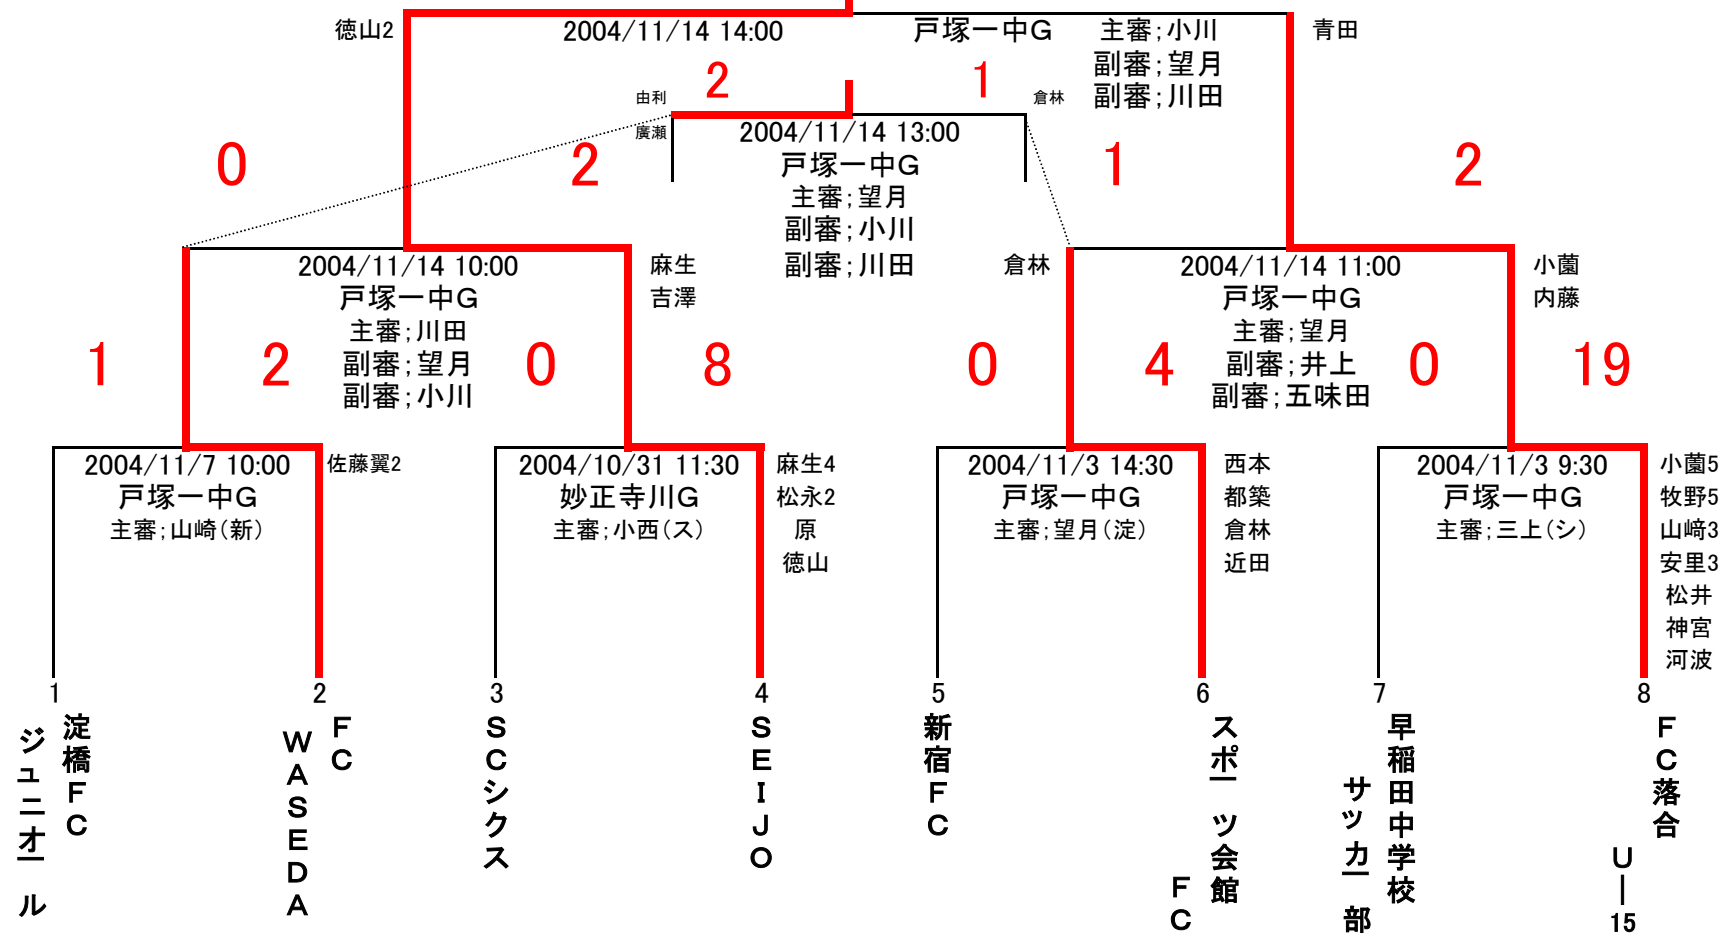 徳山2
2004/11/14 14:00
戸塚一中G
主審;小川
副審;望月
副審;川田
青田
2
1
由利
廣瀬
倉林
2004/11/14 13:00
戸塚一中G
主審;望月
副審;小川
副審;川田
0
2
1
2
2004/11/14 10:00
戸塚一中G
主審;川田
副審;望月
副審;小川
麻生
吉澤
倉林
2004/11/14 11:00
戸塚一中G
主審;望月
副審;井上
副審;五味田
小薗
内藤
1
2
0
8
0
4
0
19
2004/11/7 10:00
戸塚一中G
主審;山崎(新)
佐藤翼2
2004/10/31 11:30
妙正寺川G
主審;小西(ス)
麻生4
松永2
原
徳山
2004/11/3 14:30
戸塚一中G
主審;望月(淀)
西本
都築
倉林
近田
2004/11/3 9:30
戸塚一中G
主審;三上(シ)
小薗5
牧野5
山﨑3
安里3
松井
神宮
河波
1
2
3
4
5
6
7
8
淀橋FC
ジュニオール
FC
WASEDA
SCシクス
SEIJO
新宿FC
スポーツ会館
FC
早稲田中学校
サッカー部
FC落合
U―15